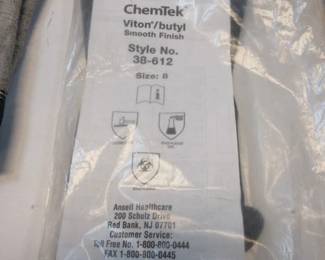 ChemTek™
Viton®/butyl
Smooth Finish
Style No.
38-612
Size: 8
Ansell Healthcare
200 Schulz Drive
Red Bank, NJ 07701
Customer Service:
Toll Free No. 1-800-800-0444
FAX 1-800-800-0445